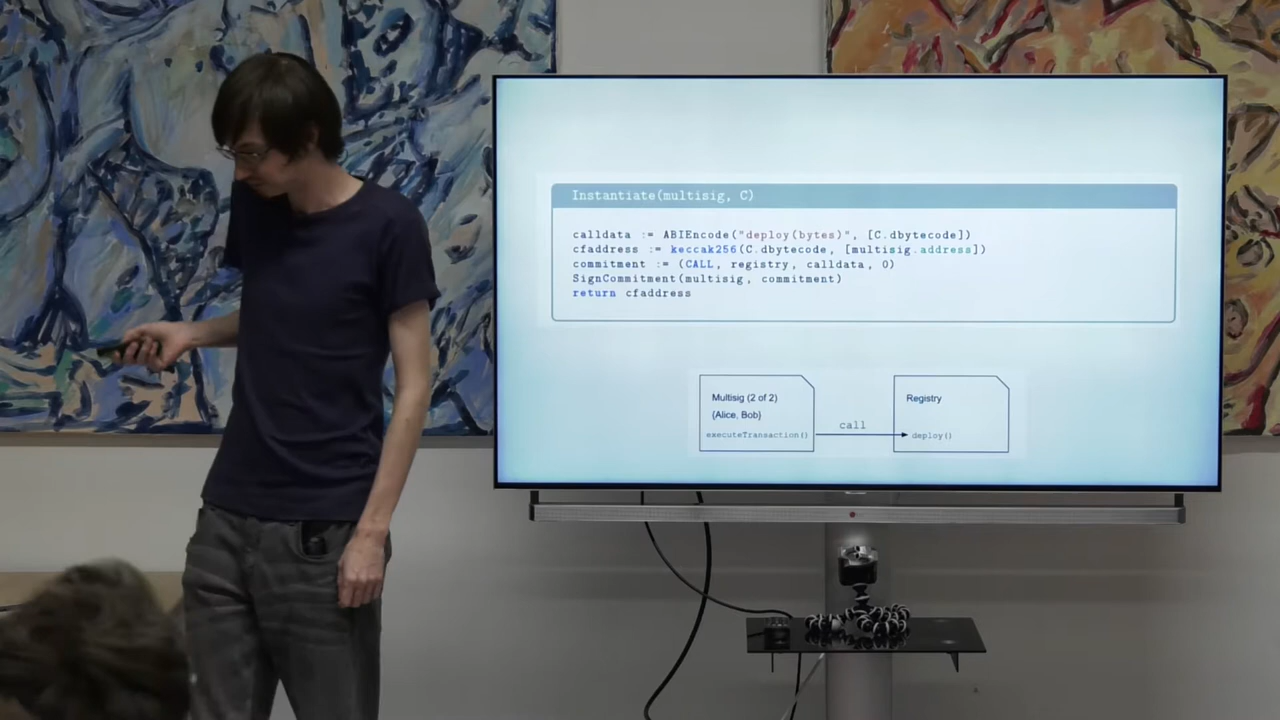 Instantiate(multisig, C)
calldata := ABIEncode("deploy(bytes)", [C.dbytecode])
cfaddress := keccak256(C.dbytecode, [multisig.address])
commitment := (CALL, registry, calldata, 0)
SignCommitment(multisig, commitment)
return cfaddress
Multisig (2 of 2)
{Alice, Bob}
executeTransaction()
call
Registry
deploy()